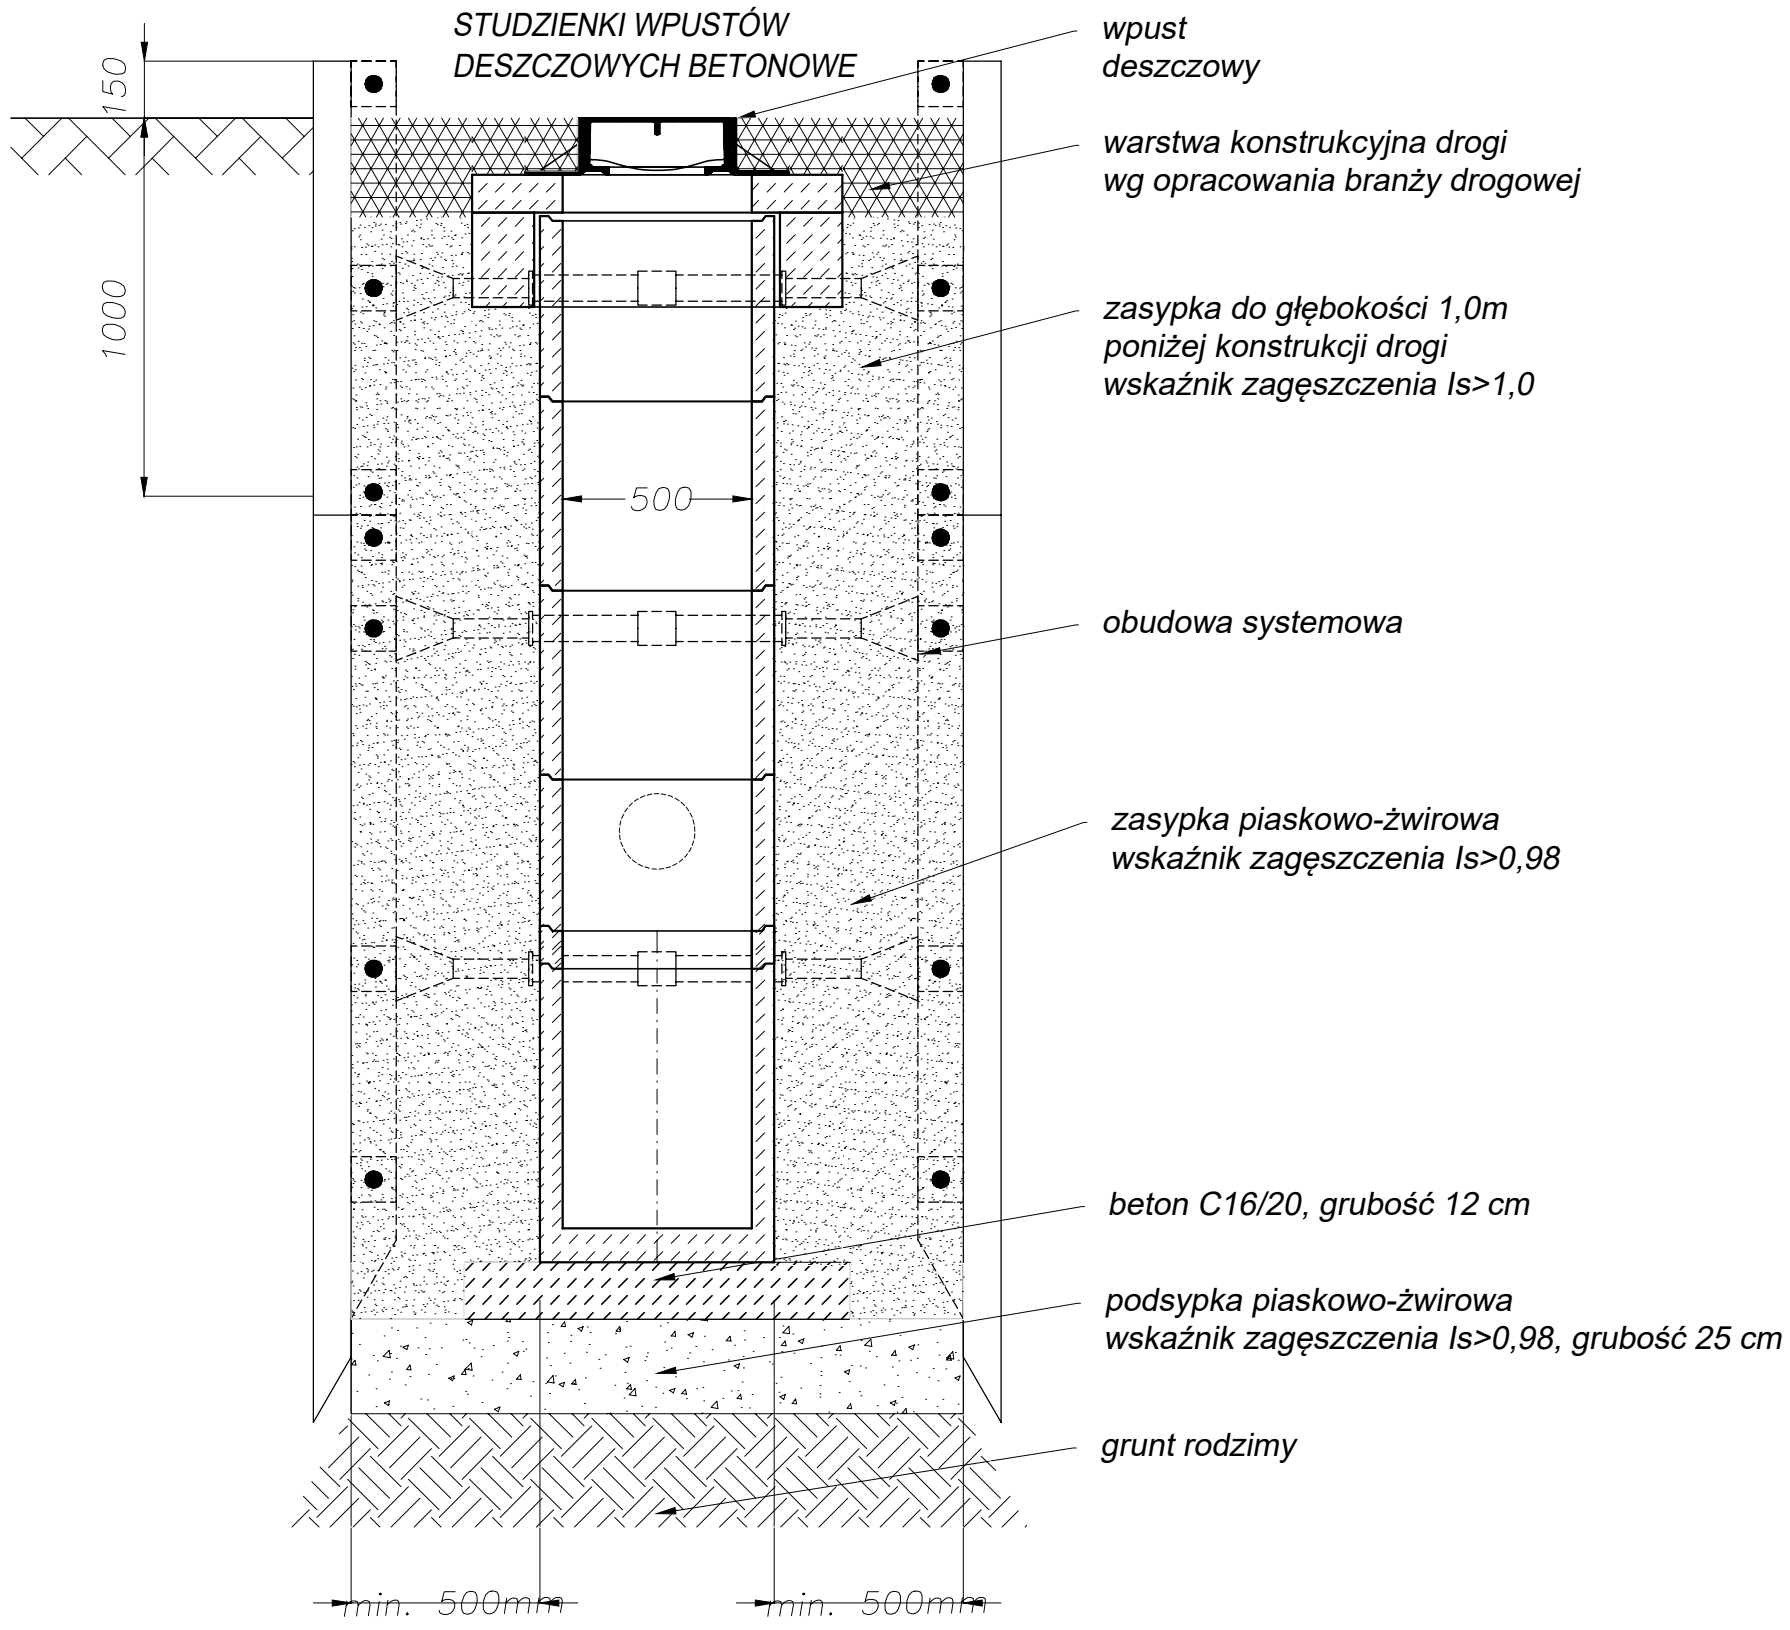 STUDZIENKI WPUSTÓW
DESZCZOWYCH BETONOWE
wpust
deszczowy
150
warstwa konstrukcyjna drogi
wg opracowania branży drogowej
1000
zasypka do głębokości 1,0m
poniżej konstrukcji drogi
wskaźnik zagęszczenia Is>1,0
500
obudowa systemowa
zasypka piaskowo-żwirowa
wskaźnik zagęszczenia Is>0,98
beton C16/20, grubość 12 cm
podsypka piaskowo-żwirowa
wskaźnik zagęszczenia Is>0,98, grubość 25 cm
grunt rodzimy
min. 500mm
min. 500mm